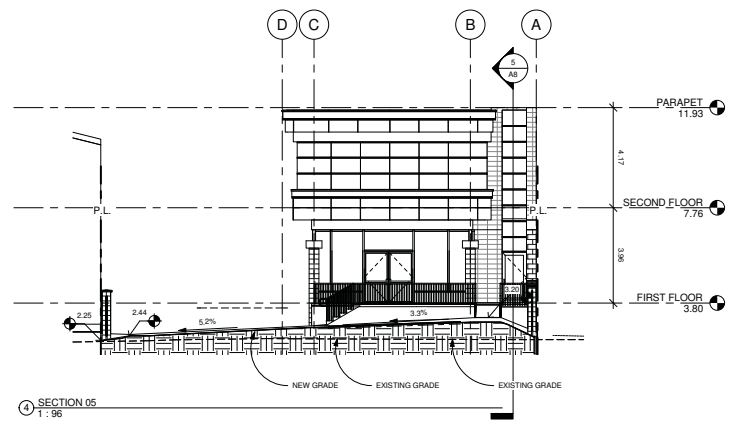 D C B A
5
A8
PARAPET
11.93
4.17
P.L. P.L.
SECOND FLOOR
7.76
3.96
3.20
FIRST FLOOR
3.80
2.25 2.44
5.2% 3.3%
NEW GRADE EXISTING GRADE EXISTING GRADE
4 SECTION 05
1 : 96